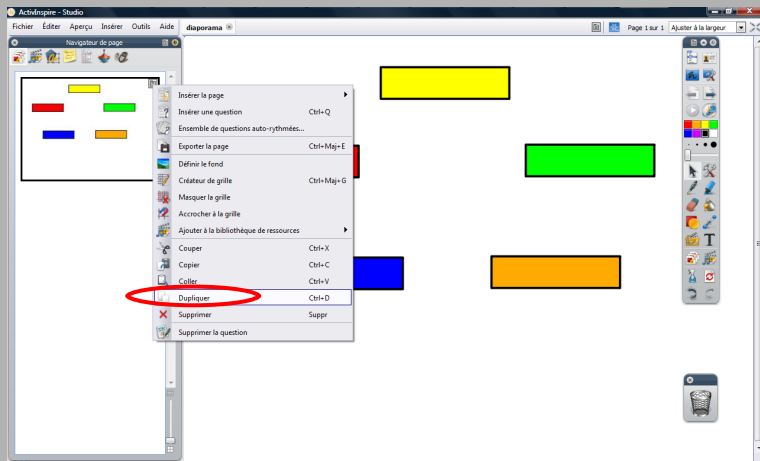 ActivInspire - Studio
Fichier Éditer Aperçu Insérer Outils Aide
diaporama
Page 1 sur 1 Ajuster à la largeur
Navigateur de page
Insérer la page
Insérer une question Ctrl+Q
Ensemble de questions auto-rythmées...
Exporter la page Ctrl+Maj+E
Définir le fond
Créateur de grille Ctrl+Maj+G
Masquer la grille
Accrocher à la grille
Ajouter à la bibliothèque de ressources
Couper Ctrl+X
Copier Ctrl+C
Coller Ctrl+V
Dupliquer Ctrl+D
Supprimer Suppr
Supprimer la question